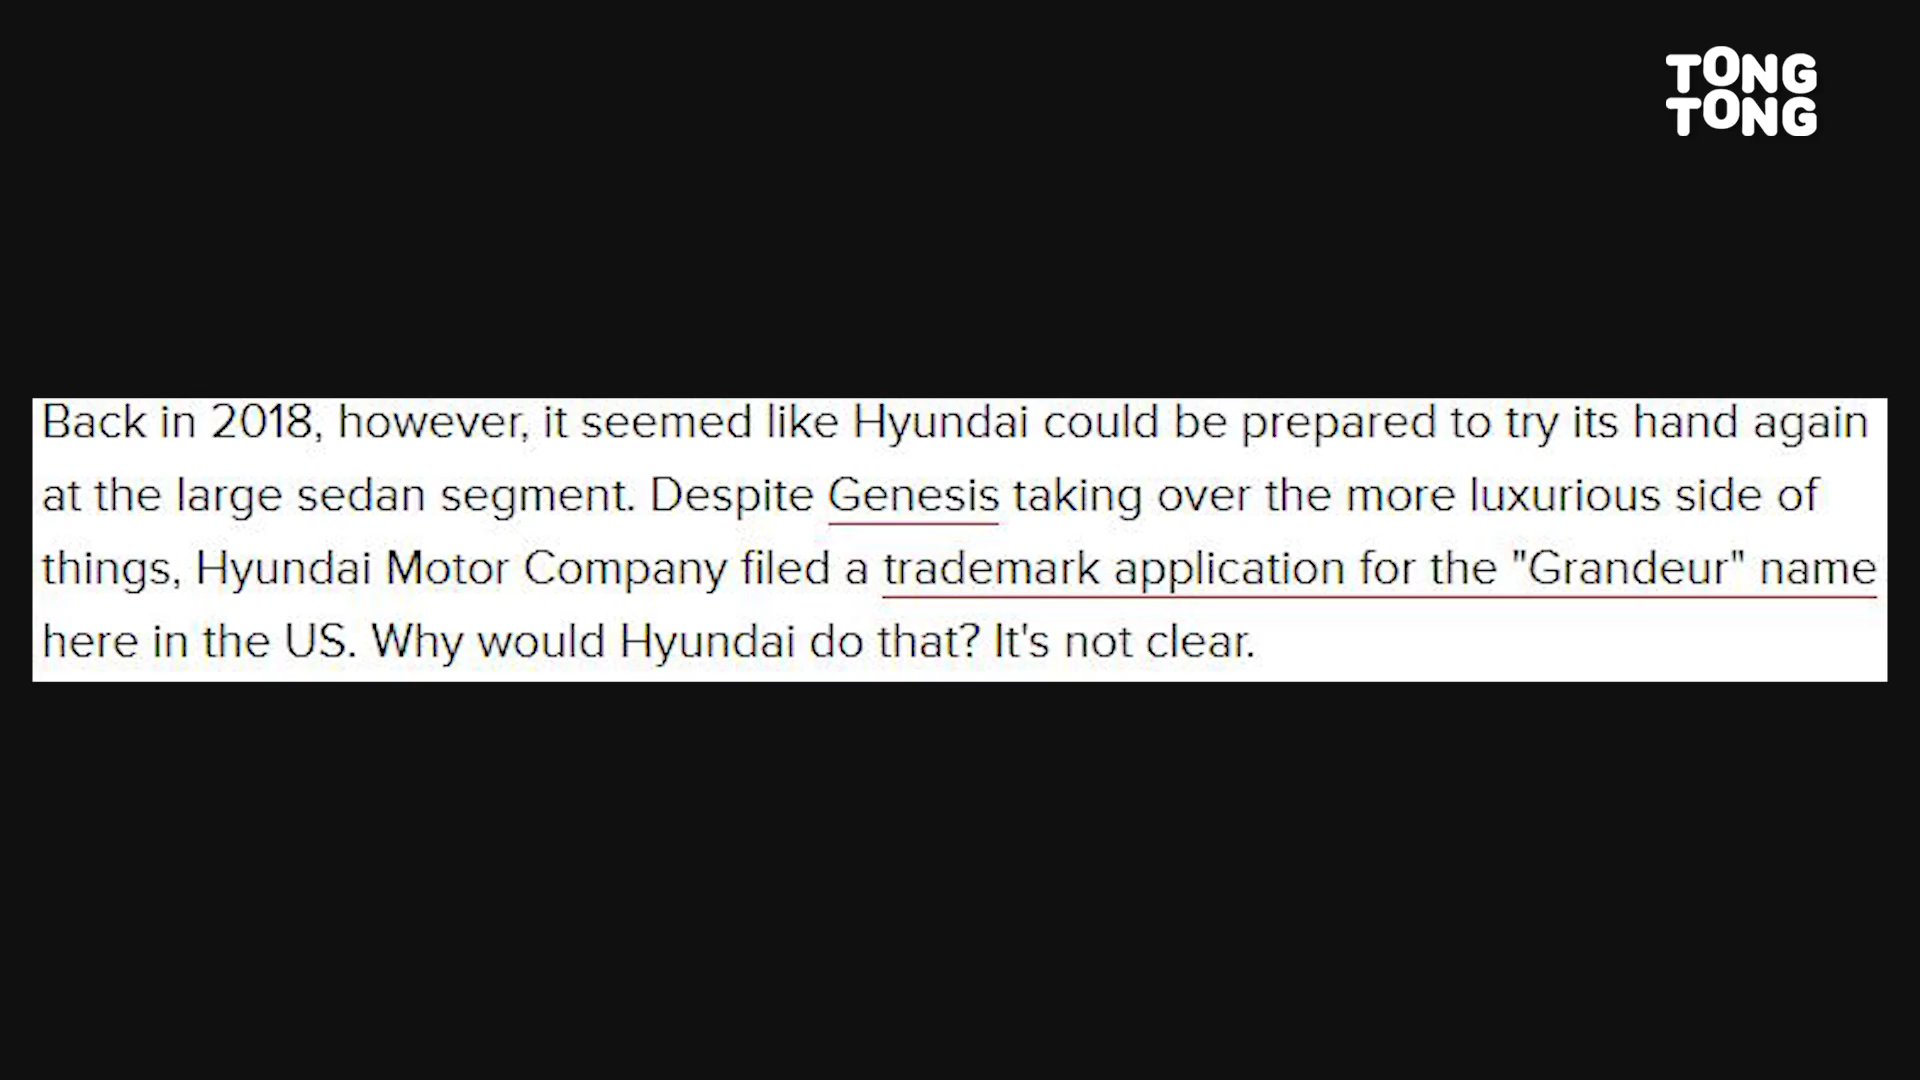 TONG
TONG
Back in 2018, however, it seemed like Hyundai could be prepared to try its hand again
at the large sedan segment. Despite Genesis taking over the more luxurious side of
things, Hyundai Motor Company filed a trademark application for the "Grandeur" name
here in the US. Why would Hyundai do that? It's not clear.